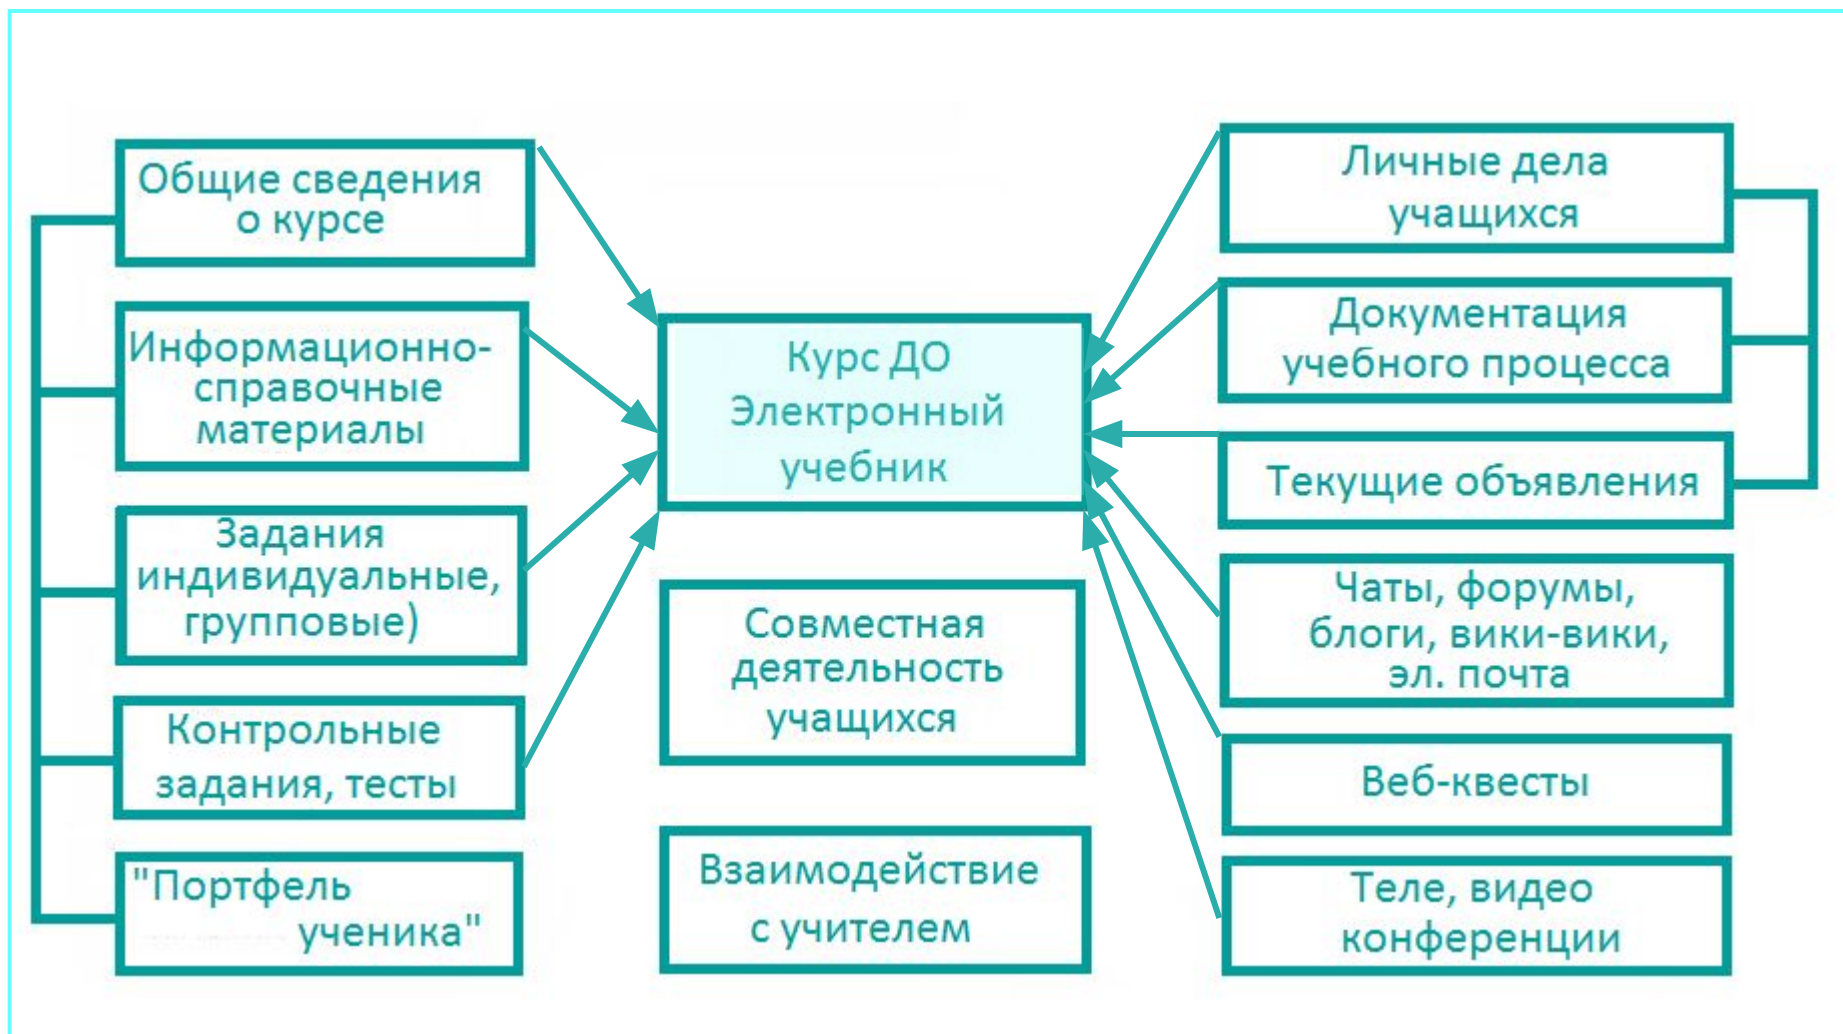 Общие сведения
о курсе
Информационно-
справочные
материалы
Задания
индивидуальные,
групповые)
Контрольные
задания, тесты
"Портфель
ученика"
Курс ДО
Электронный
учебник
Совместная
деятельность
учащихся
Взаимодействие
с учителем
Личные дела
учащихся
Документация
учебного процесса
Текущие объявления
Чаты, форумы,
блоги, вики-вики,
эл. почта
Веб-квесты
Теле, видео
конференции